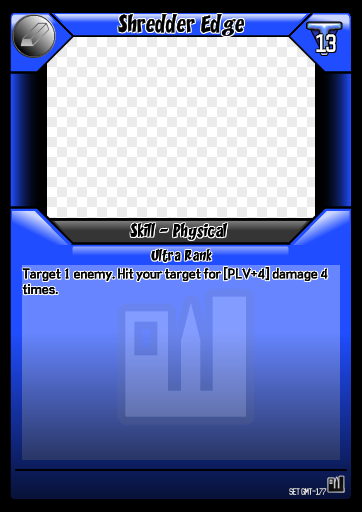 Shredder Edge
13
Skill - Physical
Ultra Rank
Target 1 enemy. Hit your target for [PLV+4] damage 4
times.
SET GMT-177